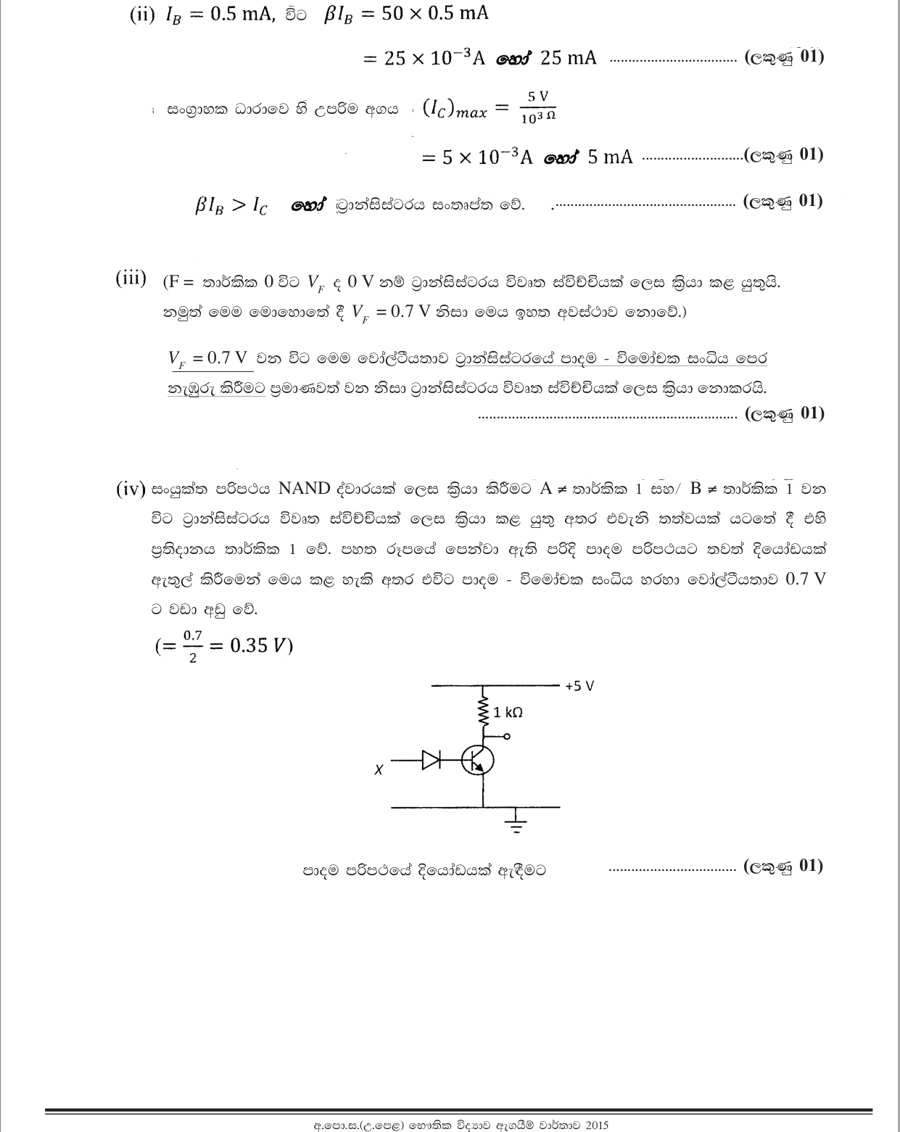 (ii) I_B = 0.5 mA, විට βI_B = 50 × 0.5 mA
= 25 × 10⁻³A හෝ 25 mA .................................. (ලකුණු 01)
සංග්‍රාහක ධාරාවේ හි උපරිම අගය (I_C)_max = 5 V / 10³ Ω
= 5 × 10⁻³A හෝ 5 mA ...........................(ලකුණු 01)
βI_B > I_C හෝ ට්‍රාන්සිස්ටරය සංතෘප්ත වේ. ................................................ (ලකුණු 01)
(iii) (F = තාර්කික 0 විට V_F ද 0 V නම් ට්‍රාන්සිස්ටරය විවෘත ස්විච්චියක් ලෙස ක්‍රියා කළ යුතුයි.
නමුත් මෙම මොහොතේ දී V_F = 0.7 V නිසා මෙය ඉහත අවස්ථාව නොවේ.)
V_F = 0.7 V වන විට මෙම වෝල්ටීයතාව ට්‍රාන්සිස්ටරයේ පාදම - විමෝචක සංධිය පෙර
නැඹුරු කිරීමට ප්‍රමාණවත් වන නිසා ට්‍රාන්සිස්ටරය විවෘත ස්විච්චියක් ලෙස ක්‍රියා නොකරයි.
..................................................................... (ලකුණු 01)
(iv) සංයුක්ත පරිපථය NAND ද්වාරයක් ලෙස ක්‍රියා කිරීමට A ≠ තාර්කික 1 සහ/ B ≠ තාර්කික 1 වන
විට ට්‍රාන්සිස්ටරය විවෘත ස්විච්චියක් ලෙස ක්‍රියා කළ යුතු අතර එවැනි තත්වයක් යටතේ දී එහි
ප්‍රතිදානය තාර්කික 1 වේ. පහත රූපයේ පෙන්වා ඇති පරිදි පාදම පරිපථයට තවත් දියෝඩයක්
ඇතුල් කිරීමෙන් මෙය කළ හැකි අතර එවිට පාදම - විමෝචක සංධිය හරහා වෝල්ටීයතාව 0.7 V
ට වඩා අඩු වේ.
(= 0.7/2 = 0.35 V)
+5 V
1 kΩ
X
පාදම පරිපථයේ දියෝඩයක් ඇඳීමට .................................. (ලකුණු 01)
අ.පො.ස.(උ.පෙළ) භෞතික විද්‍යාව ඇගයීම් වාර්තාව 2015